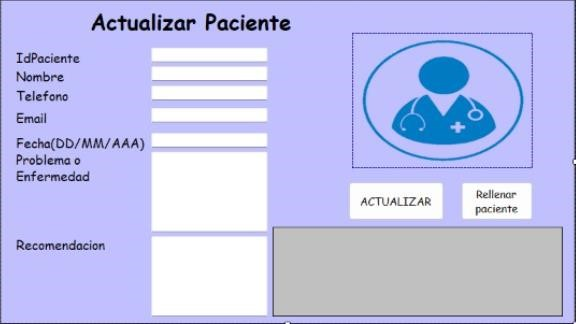 Actualizar Paciente
IdPaciente
Nombre
Telefono
Email
Fecha(DD/MM/AAA)
Problema o
Enfermedad
ACTUALIZAR
Rellenar
paciente
Recomendacion